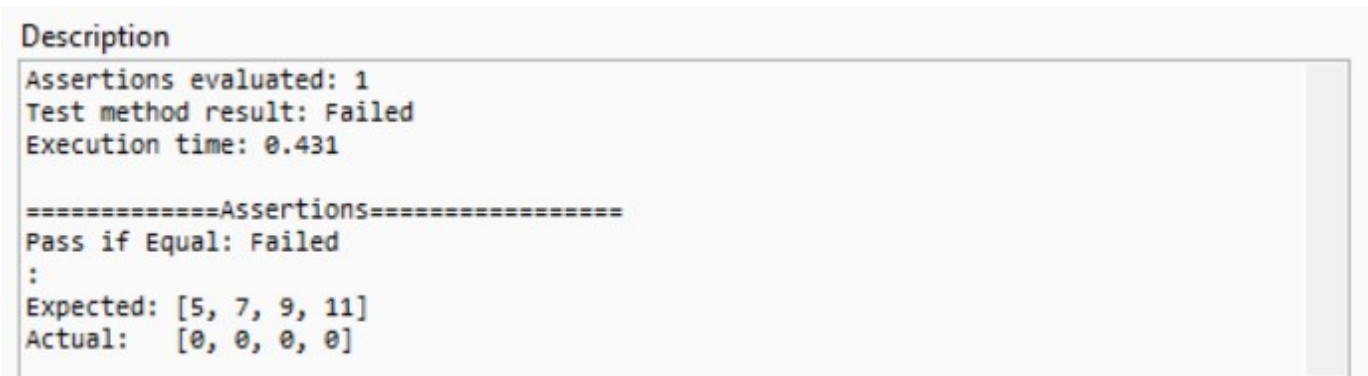 Description
Assertions evaluated: 1
Test method result: Failed
Execution time: 0.431
=============Assertions=================
Pass if Equal: Failed
:
Expected: [5, 7, 9, 11]
Actual:   [0, 0, 0, 0]